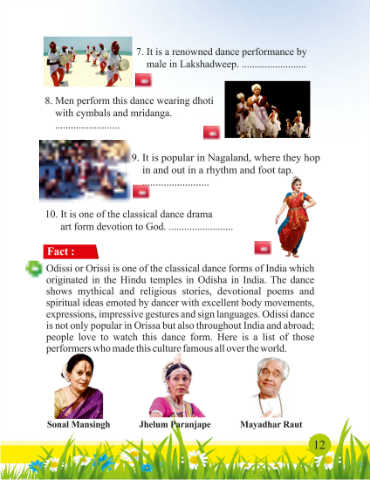 7. It is a renowned dance performance by
male in Lakshadweep. .........................
8. Men perform this dance wearing dhoti
with cymbals and mridanga.
.........................
9. It is popular in Nagaland, where they hop
in and out in a rhythm and foot tap.
.........................
10. It is one of the classical dance drama
art form devotion to God. .........................
Fact :
Odissi or Orissi is one of the classical dance forms of India which
originated in the Hindu temples in Odisha in India. The dance
shows mythical and religious stories, devotional poems and
spiritual ideas emoted by dancer with excellent body movements,
expressions, impressive gestures and sign languages. Odissi dance
is not only popular in Orissa but also throughout India and abroad;
people love to watch this dance form. Here is a list of those
performers who made this culture famous all over the world.
Sonal Mansingh Jhelum Paranjape Mayadhar Raut
12